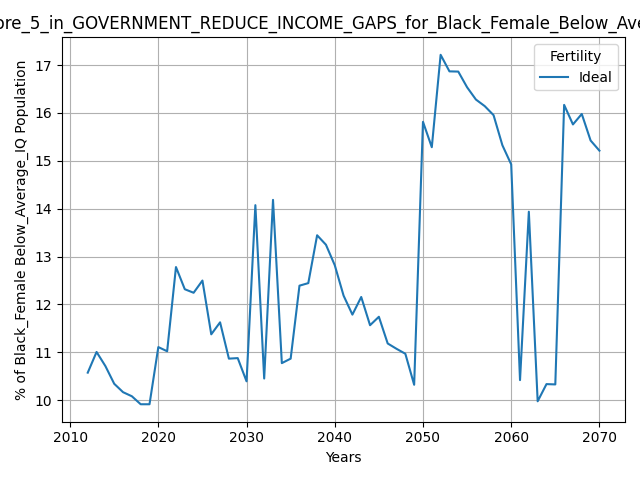 ore_5_in_GOVERNMENT_REDUCE_INCOME_GAPS_for_Black_Female_Below_Ave
% of Black_Female Below_Average_IQ Population
17
16
15
14
13
12
11
10
Fertility
Ideal
2010 2020 2030 2040 2050 2060 2070
Years